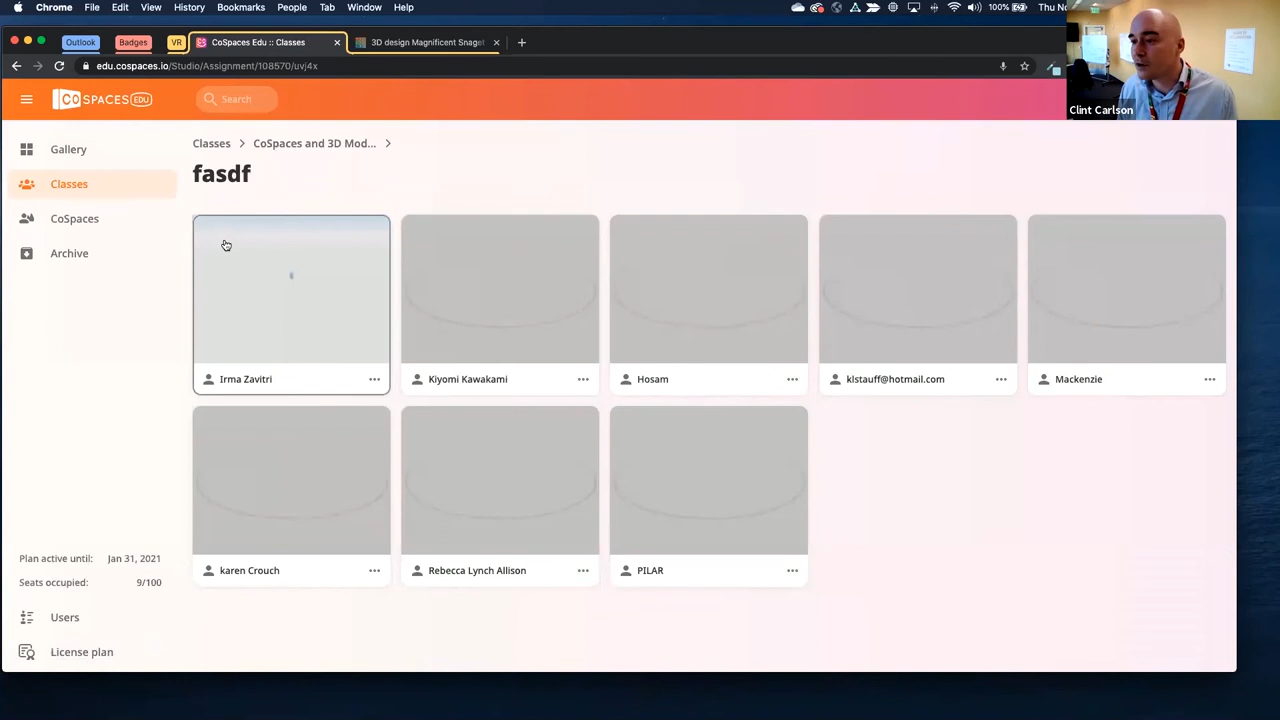 Chrome File Edit View History Bookmarks People Tab Window Help 100% Thu No
Outlook Badges VR CoSpaces Edu :: Classes 3D design Magnificent Snaget
edu.cospaces.io/Studio/Assignment/108570/uvj4x
COSPACES EDU Search
Clint Carlson
Gallery
Classes
CoSpaces
Archive
Classes CoSpaces and 3D Mod...
fasdf
Irma Zavitri Kiyomi Kawakami Hosam klstauff@hotmail.com Mackenzie
karen Crouch Rebecca Lynch Allison PILAR
Plan active until: Jan 31, 2021
Seats occupied: 9/100
Users
License plan